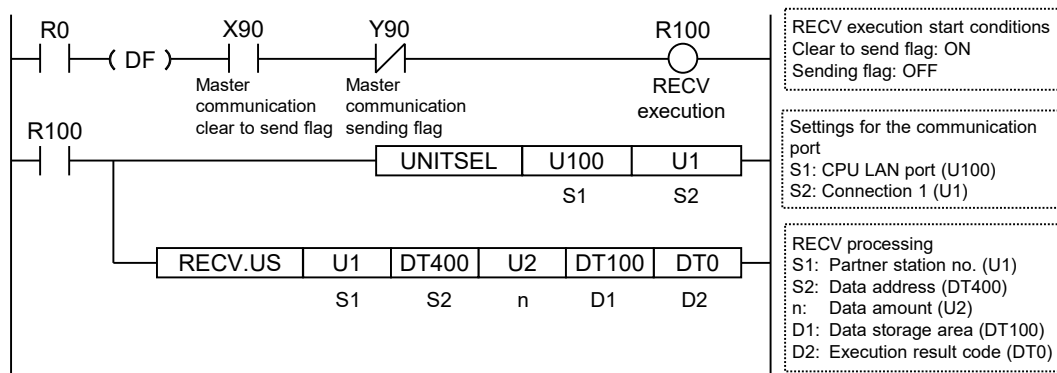 R0 X90 Y90 R100
( DF )
Master
communication
clear to send flag
Master
communication
sending flag
RECV
execution
RECV execution start conditions
Clear to send flag: ON
Sending flag: OFF
R100
UNITSEL U100 U1
S1 S2
Settings for the communication
port
S1: CPU LAN port (U100)
S2: Connection 1 (U1)
RECV.US U1 DT400 U2 DT100 DT0
S1 S2 n D1 D2
RECV processing
S1: Partner station no. (U1)
S2: Data address (DT400)
n: Data amount (U2)
D1: Data storage area (DT100)
D2: Execution result code (DT0)